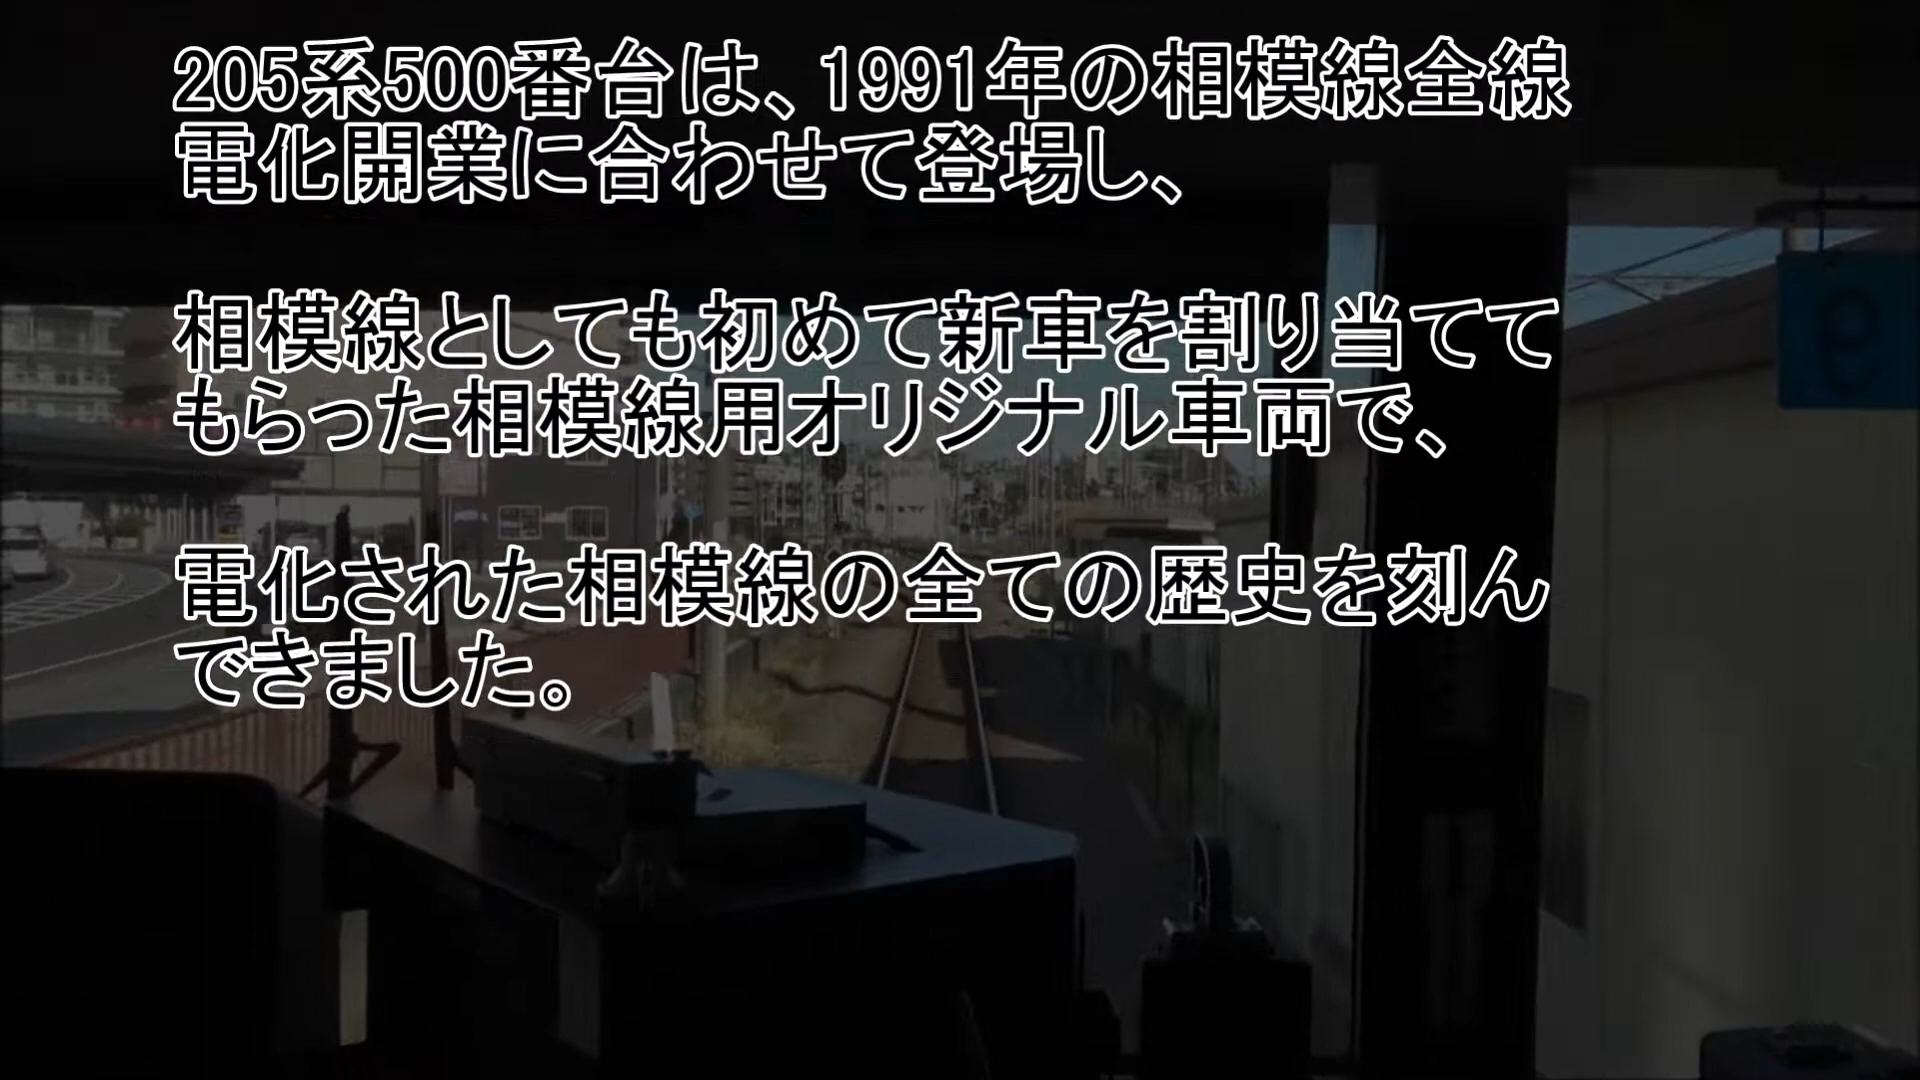 205系500番台は、1991年の相模線全線
電化開業に合わせて登場し、
相模線としても初めて新車を割り当てて
もらった相模線用オリジナル車両で、
電化された相模線の全ての歴史を刻ん
できました。
9